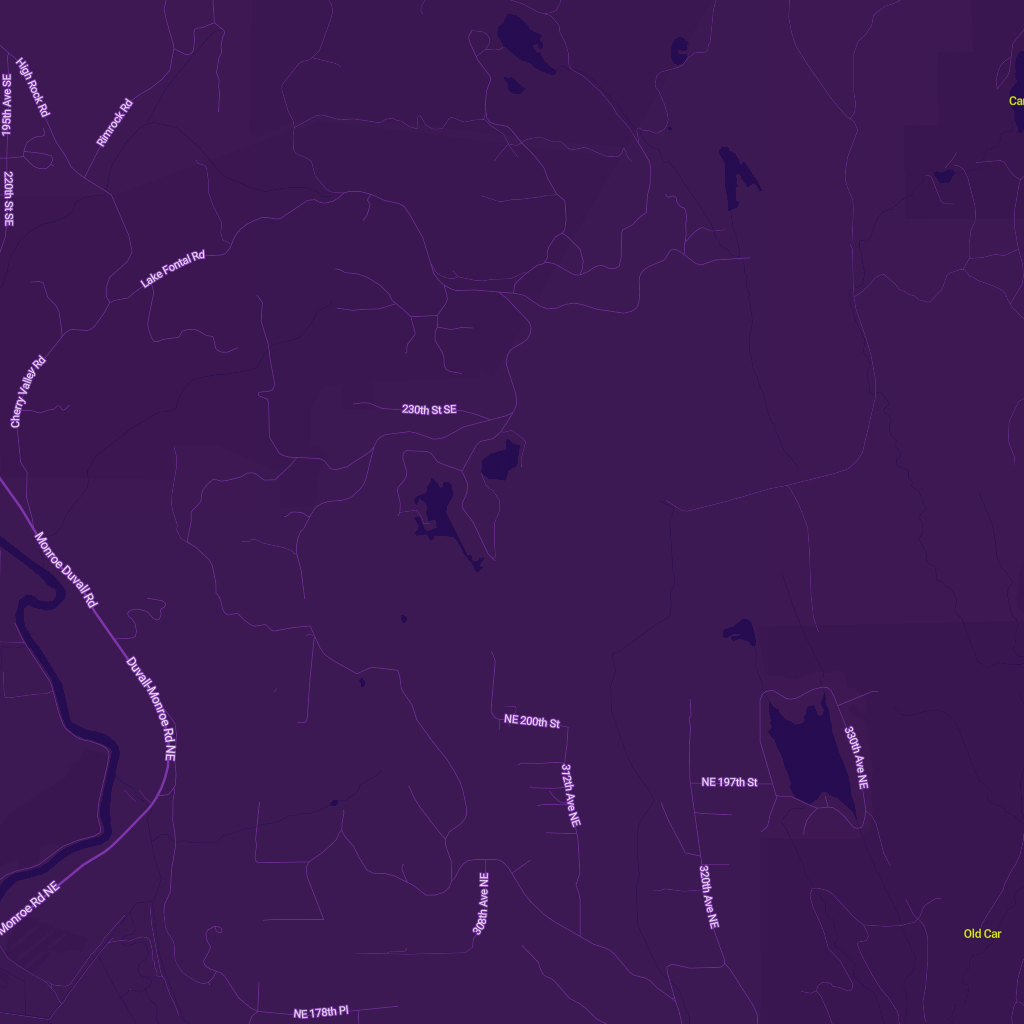 High Rock Rd
195th Ave SE
Car
Rimrock Rd
220th St SE
Lake Fontal Rd
Cherry Valley Rd
230th St SE
Monroe Duvall Rd
Duvall-Monroe Rd NE
NE 200th St
330th Ave NE
312th Ave NE
NE 197th St
Monroe Rd NE
308th Ave NE
320th Ave NE
Old Car
NE 178th Pl